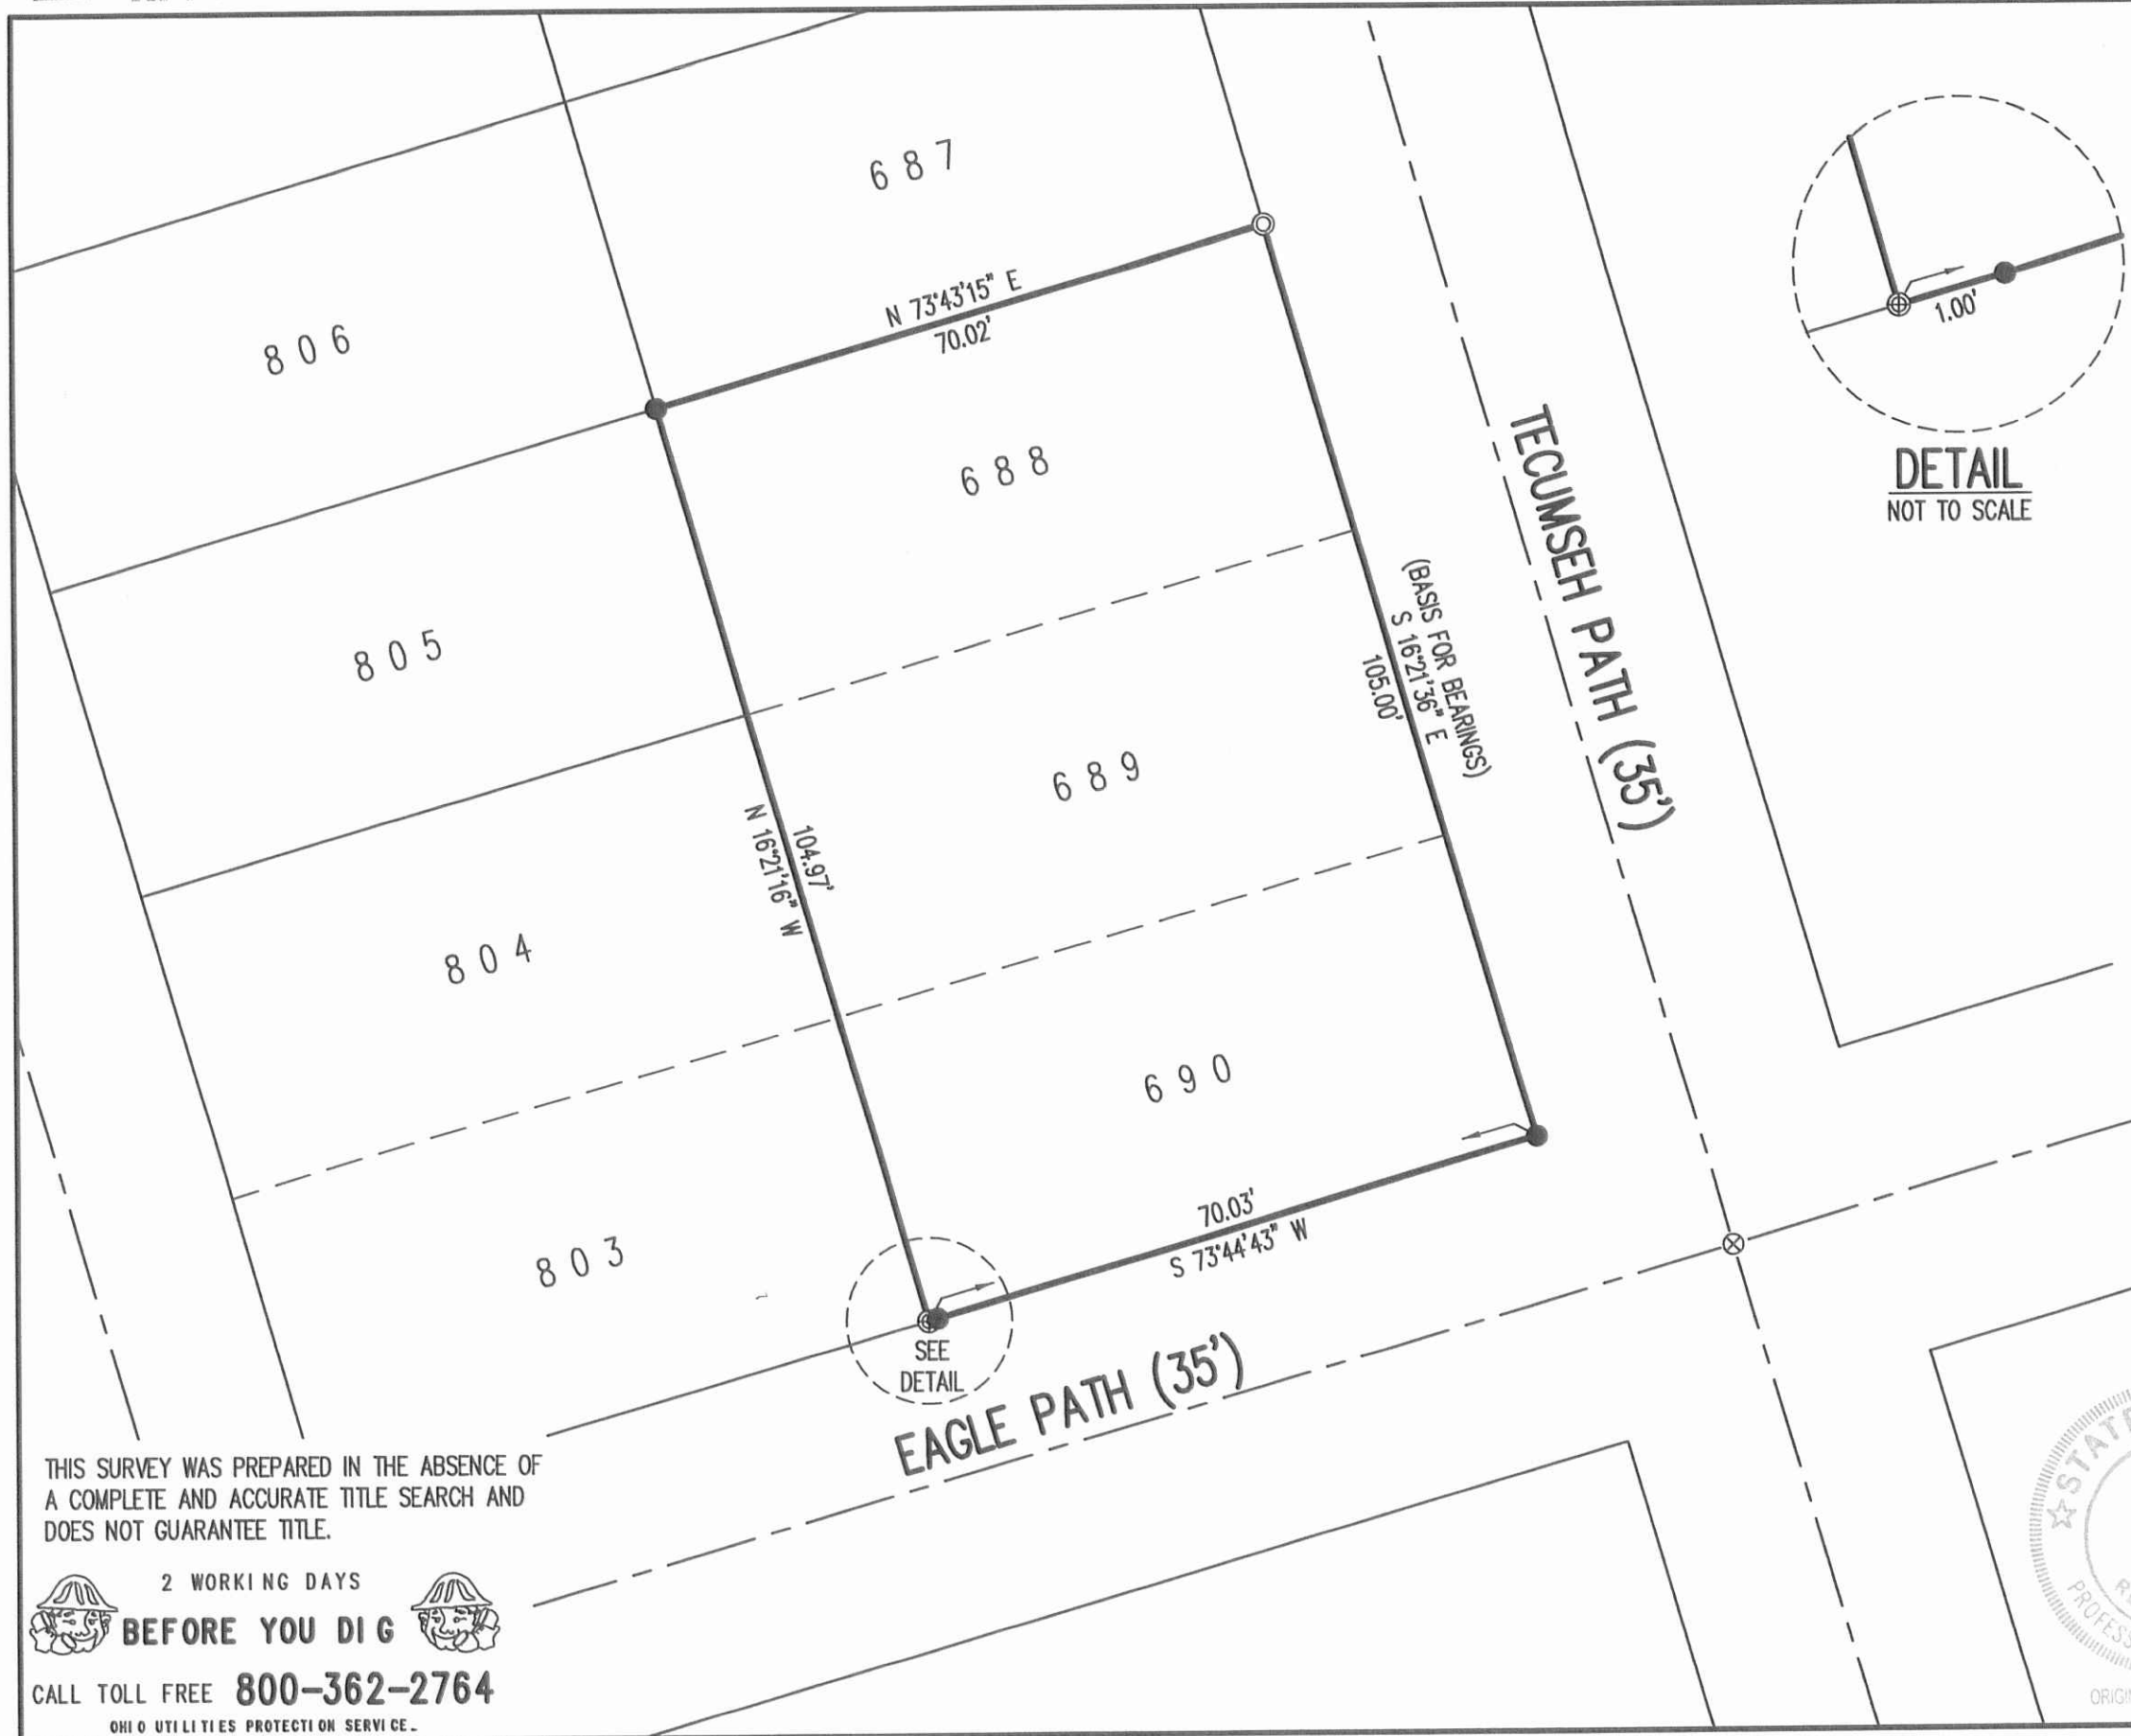 687
N 73°43'15" E
70.02'
806
1.00'
DETAIL
NOT TO SCALE
688
TECUMSEH PATH (35')
(BASIS FOR BEARINGS)
S 16°21'36" E
105.00'
805
689
104.97'
N 16°21'16" W
804
690
70.03'
S 73°44'43" W
803
SEE
DETAIL
EAGLE PATH (35')
THIS SURVEY WAS PREPARED IN THE ABSENCE OF
A COMPLETE AND ACCURATE TITLE SEARCH AND
DOES NOT GUARANTEE TITLE.
2 WORKING DAYS
BEFORE YOU DIG
CALL TOLL FREE 800-362-2764
OHIO UTILITIES PROTECTION SERVICE.
STATE